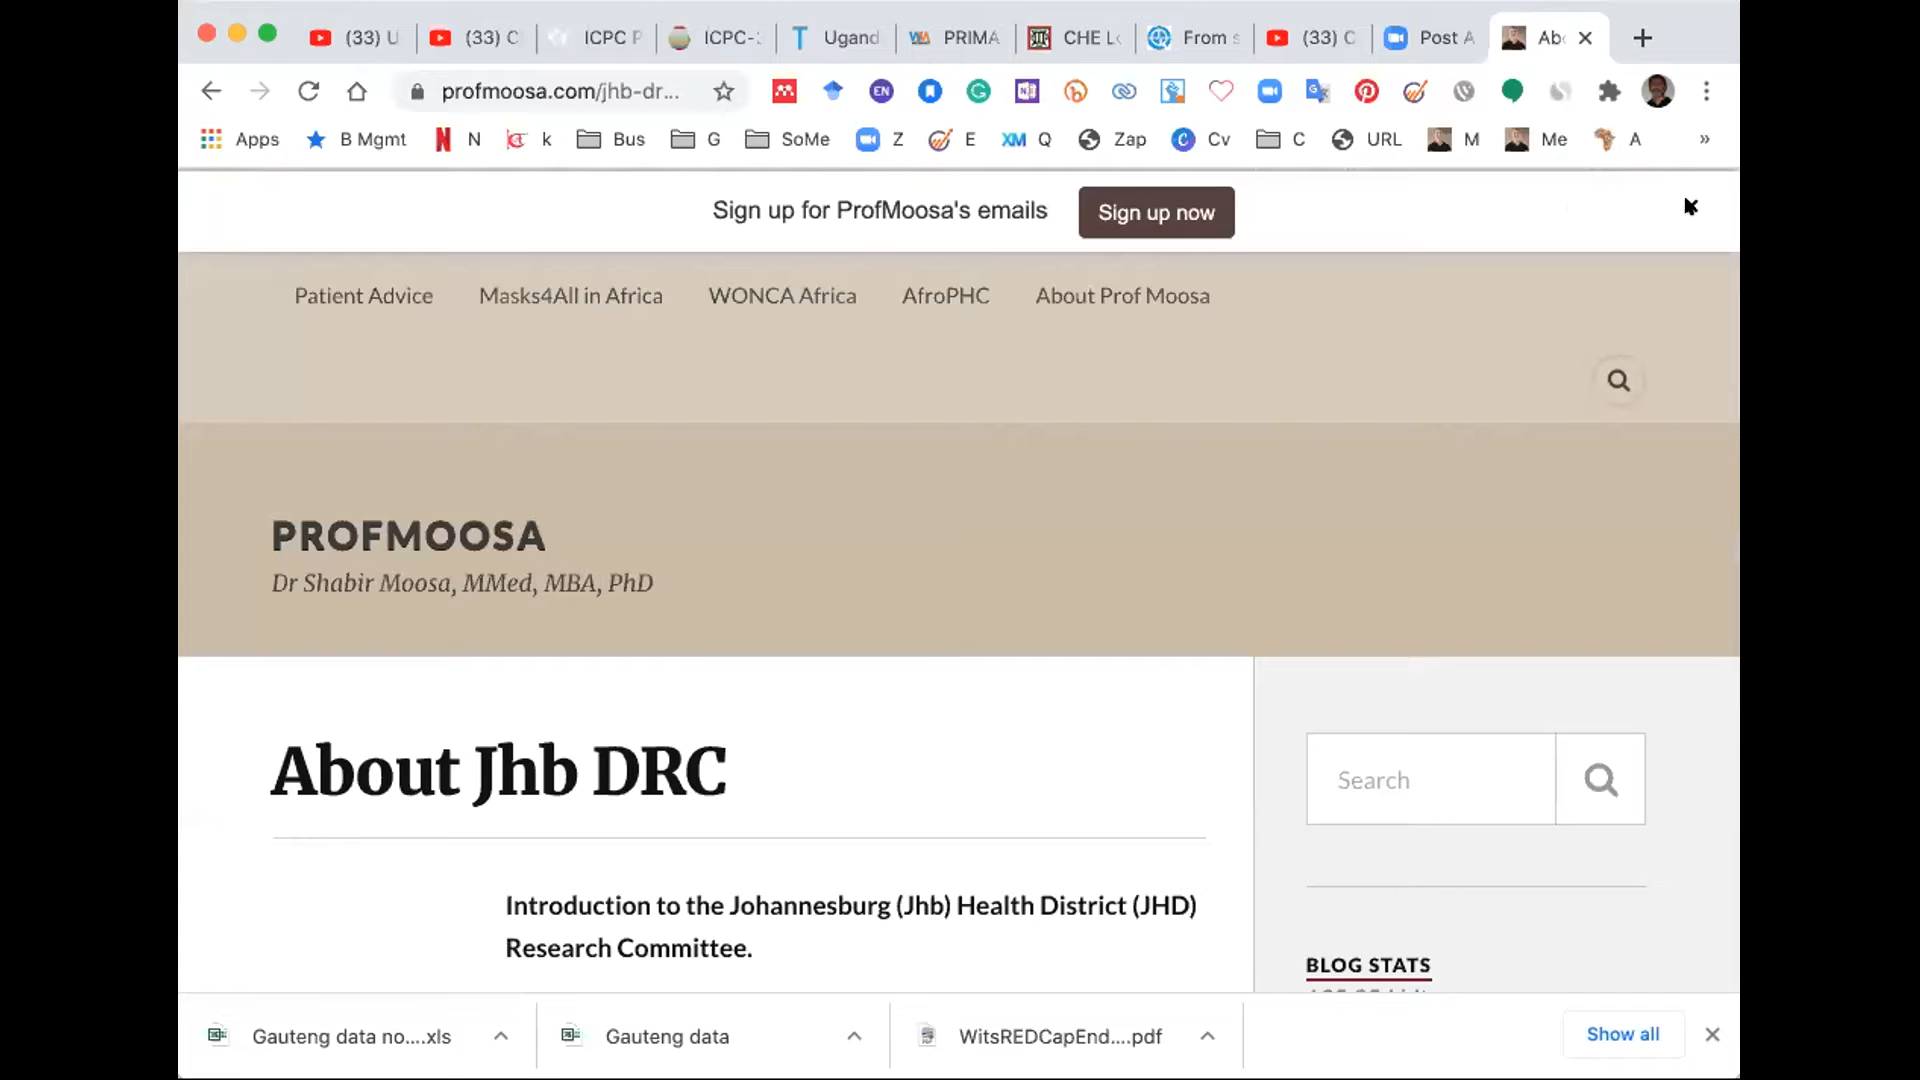 (33) U
(33) C
ICPC P
ICPC-
Ugand
PRIMA
CHE L
From s
(33) C
Post A
Ab
profmoosa.com/jhb-dr...
EN
Apps
B Mgmt
N
k
Bus
G
SoMe
Z
E
XM Q
Zap
Cv
C
URL
M
Me
A
»
Sign up for ProfMoosa's emails
Sign up now
Patient Advice
Masks4All in Africa
WONCA Africa
AfroPHC
About Prof Moosa
PROFMOOSA
Dr Shabir Moosa, MMed, MBA, PhD
About Jhb DRC
Search
Introduction to the Johannesburg (Jhb) Health District (JHD)
Research Committee.
BLOG STATS
Gauteng data no....xls
Gauteng data
WitsREDCapEnd....pdf
Show all